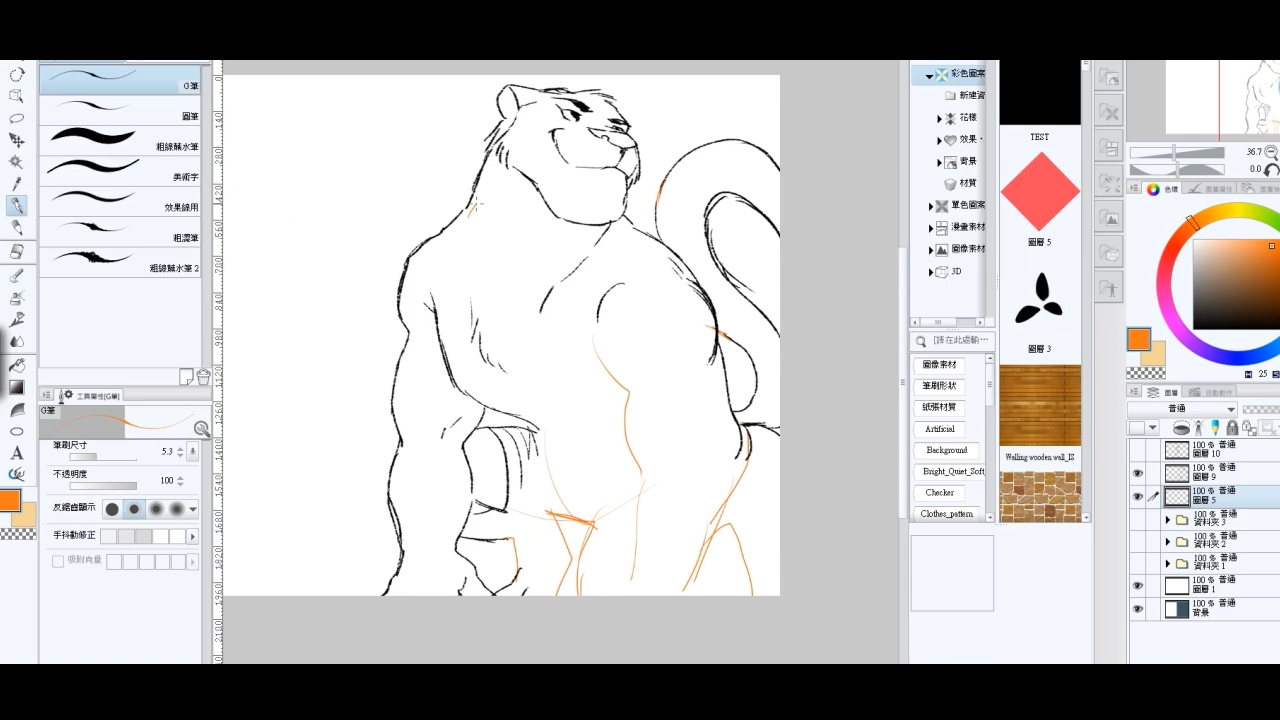 G筆
圓筆
粗線蘸水筆
美術字
效果線用
粗澀筆
粗線蘸水筆 2
工具屬性[G筆]
G筆
筆刷尺寸
5.3
不透明度
100
反鋸齒顯示
手抖動修正
吸附向量
彩色圖案
花樣
效果・
背景
材質
單色圖案
漫畫素材
圖像素材
3D
圖像素材
筆刷形狀
紙張材質
Artificial
Background
Bright_Quiet_Soft
Checker
Clothes_pattern
TEST
圖層 5
圖層 3
Walling wooden wall_IS
36.7
0.0
色環
H 25 S
圖層
自動動作
普通
100 % 普通
圖層 10
100 % 普通
圖層 9
100 % 普通
圖層 5
100 % 普通
資料夾 3
100 % 普通
資料夾 2
100 % 普通
資料夾 1
100 % 普通
圖層 1
100 % 普通
背景